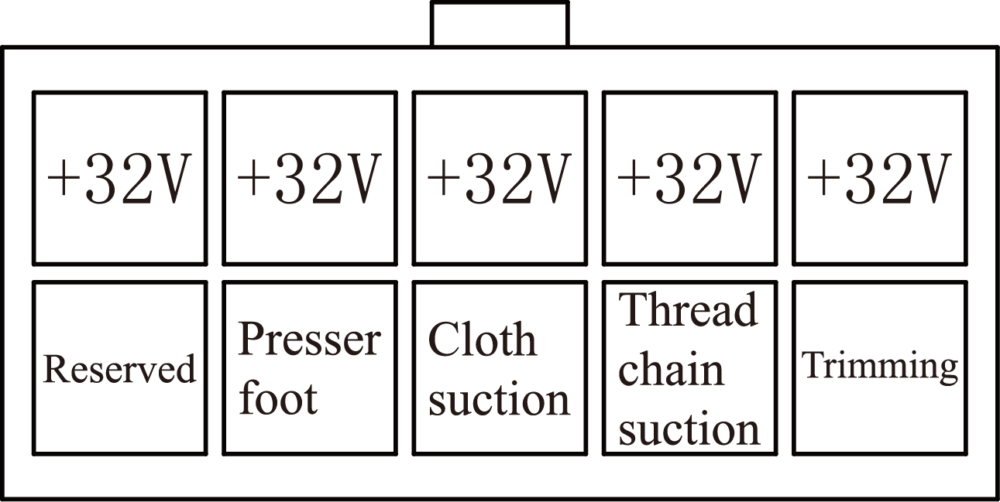 +32V +32V +32V +32V +32V
Reserved
Presser
foot
Cloth
suction
Thread
chain
suction
Trimming